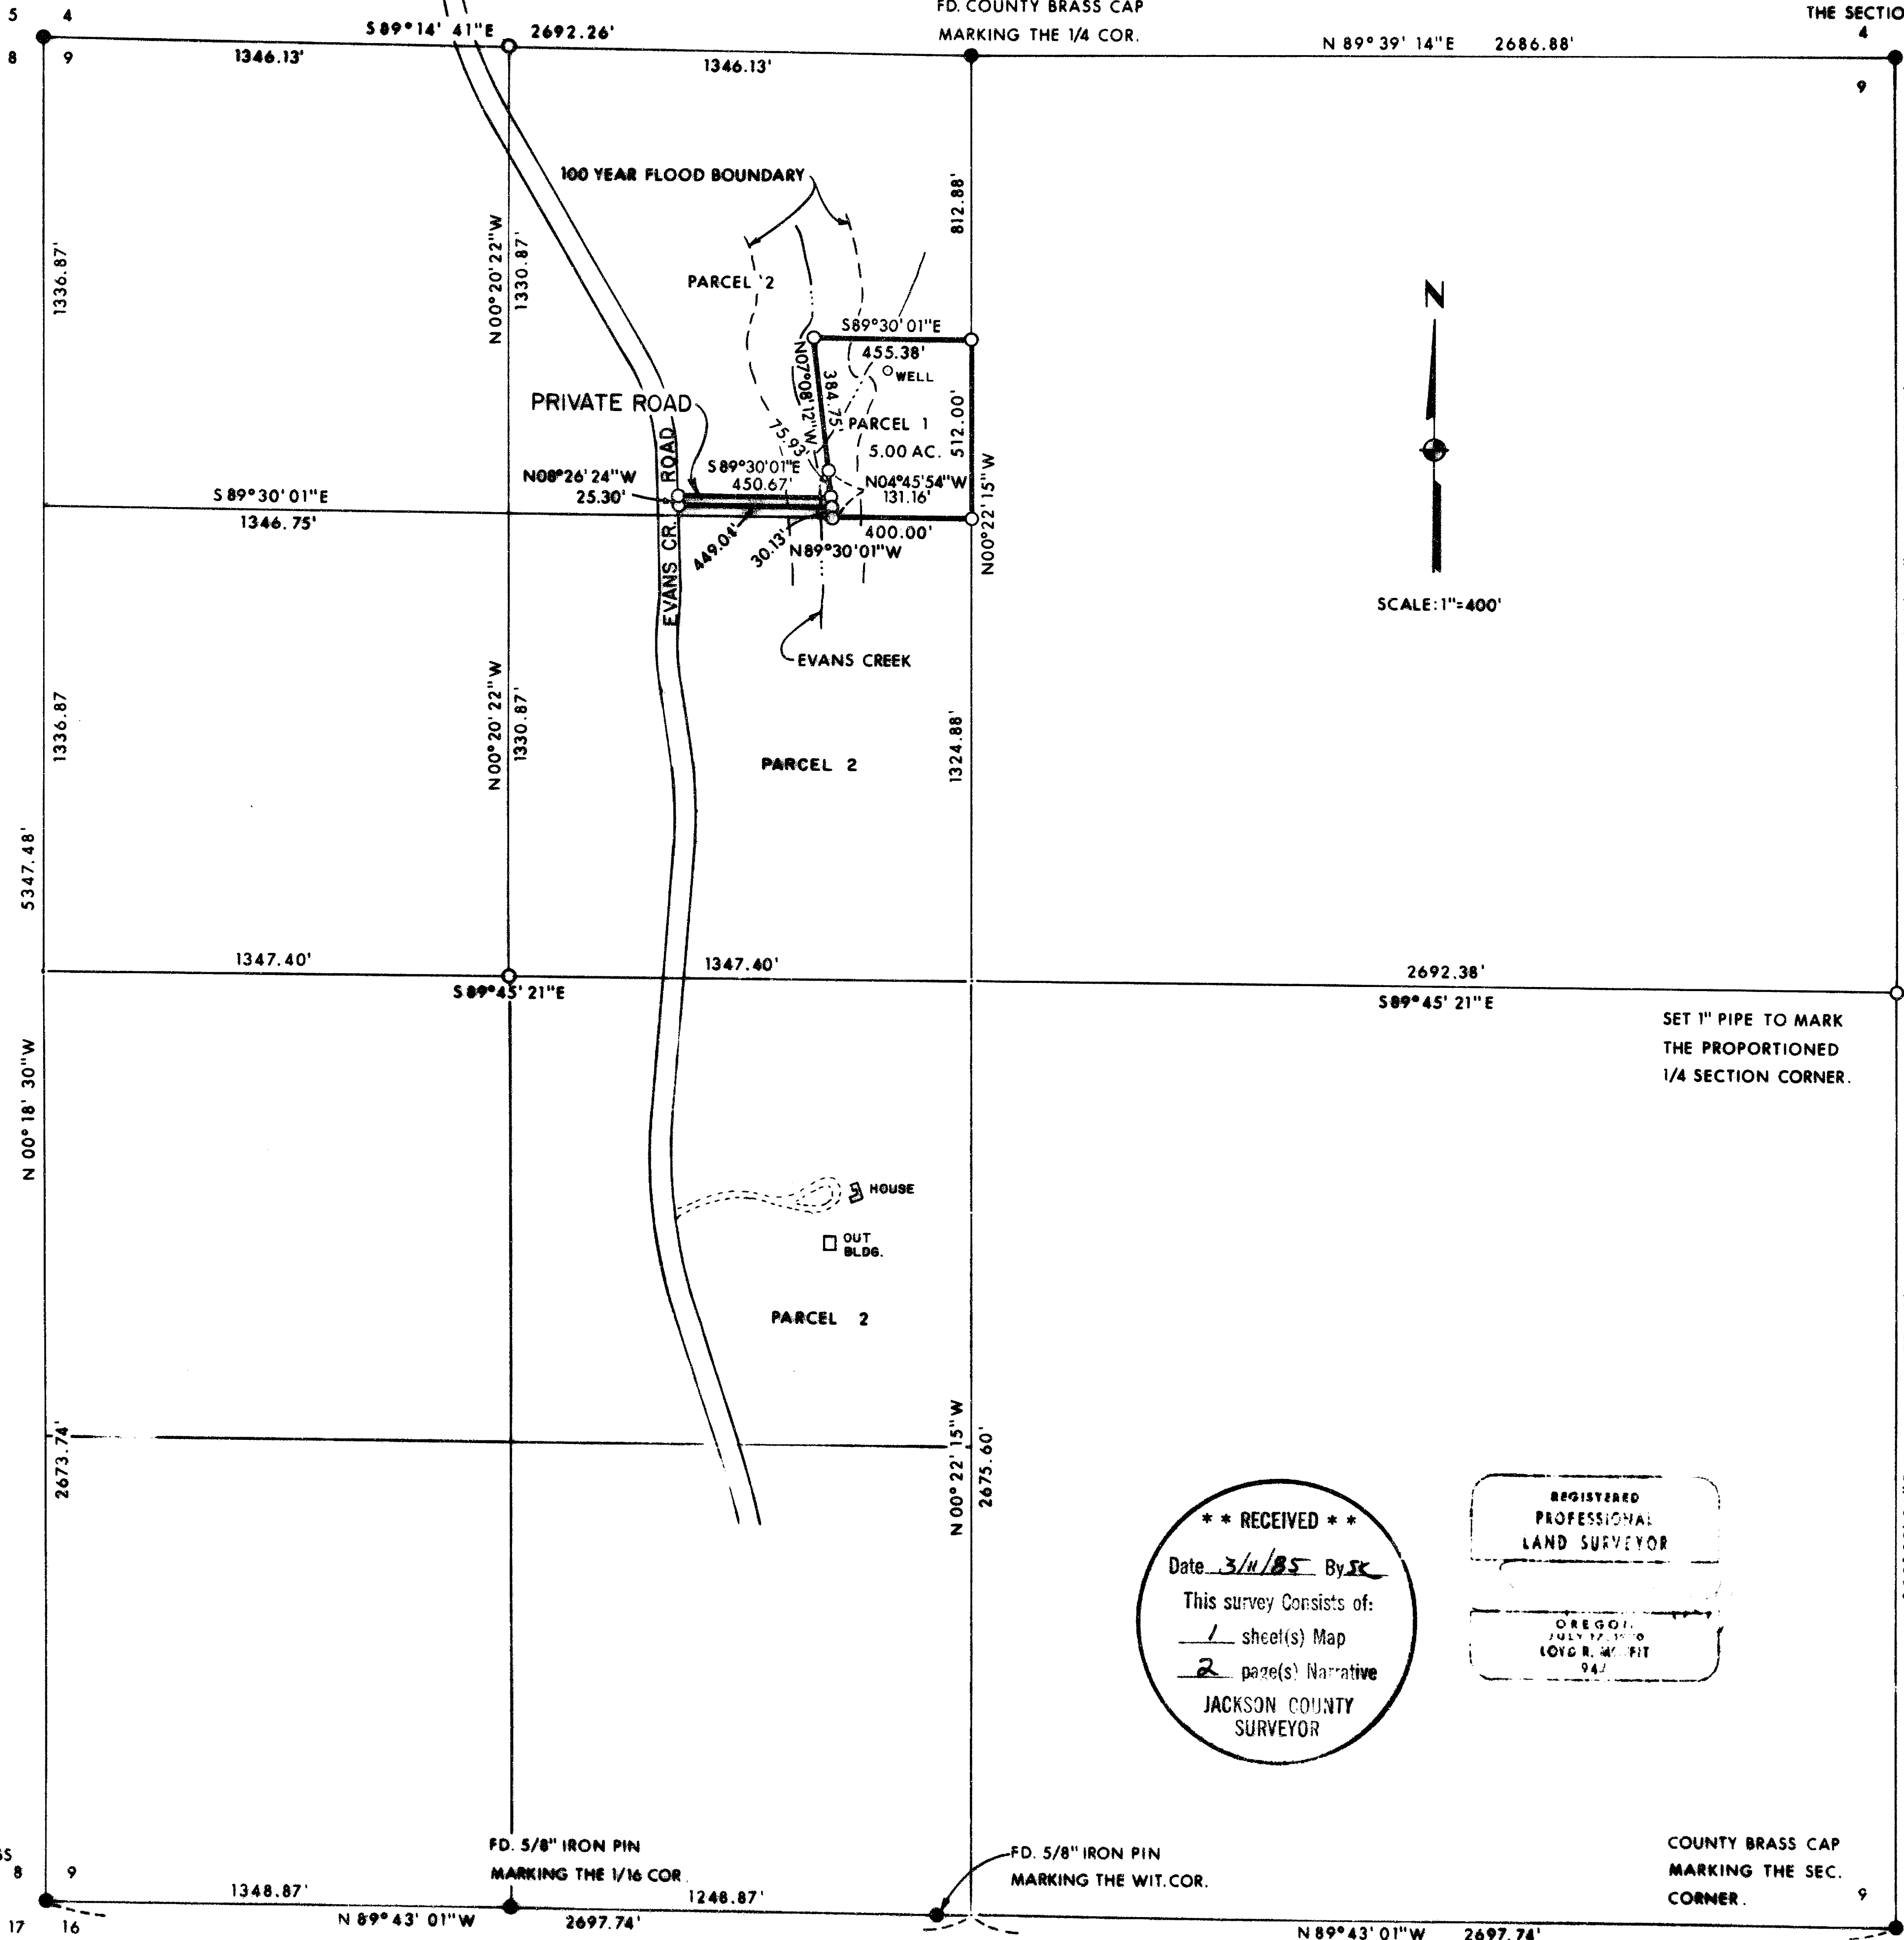 FD. COUNTY BRASS CAP
MARKING THE 1/4 COR.
THE SECTIO
5 4
8 9
S 89° 14' 41"E 2692.26'
1346.13'
1346.13'
N 89° 39' 14"E 2686.88'
4
9
100 YEAR FLOOD BOUNDARY
812.88'
1336.87'
N00° 20' 22"W
1330.87'
PARCEL 2
N
S89° 30' 01"E
455.38'
WELL
N07°08'12"W
384.75'
PARCEL 1
5.00 AC.
512.00'
PRIVATE ROAD
75.93'
EVANS CR. ROAD
S 89°30'01"E
450.67'
N08° 26' 24"W
25.30'
N04°45'54"W
131.16'
S 89° 30' 01"E
1346.75'
449.01'
30.13'
400.00'
N89°30'01"W
N00°22'15"W
SCALE: 1"=400'
EVANS CREEK
1336.87
N00° 20' 22"W
1330.87'
1324.88'
PARCEL 2
5347.48'
1347.40'
1347.40'
2692.38'
S 89° 45' 21"E
S89° 45' 21"E
SET 1" PIPE TO MARK
THE PROPORTIONED
1/4 SECTION CORNER.
N 00° 18' 30"W
HOUSE
OUT
BLDG.
PARCEL 2
2673.74'
N 00° 22' 15"W
2675.60'
* * RECEIVED * *
Date 3/11/85 By SK
This survey Consists of:
1 sheet(s) Map
2 page(s) Narrative
JACKSON COUNTY
SURVEYOR
REGISTERED
PROFESSIONAL
LAND SURVEYOR
OREGON
JULY
LOYD R.
FD. 5/8" IRON PIN
MARKING THE 1/16 COR.
FD. 5/8" IRON PIN
MARKING THE WIT. COR.
COUNTY BRASS CAP
MARKING THE SEC.
CORNER.
8 9
9
1348.87'
1248.87'
N 89° 43' 01"W 2697.74'
N 89° 43' 01"W 2697.74'
17 16